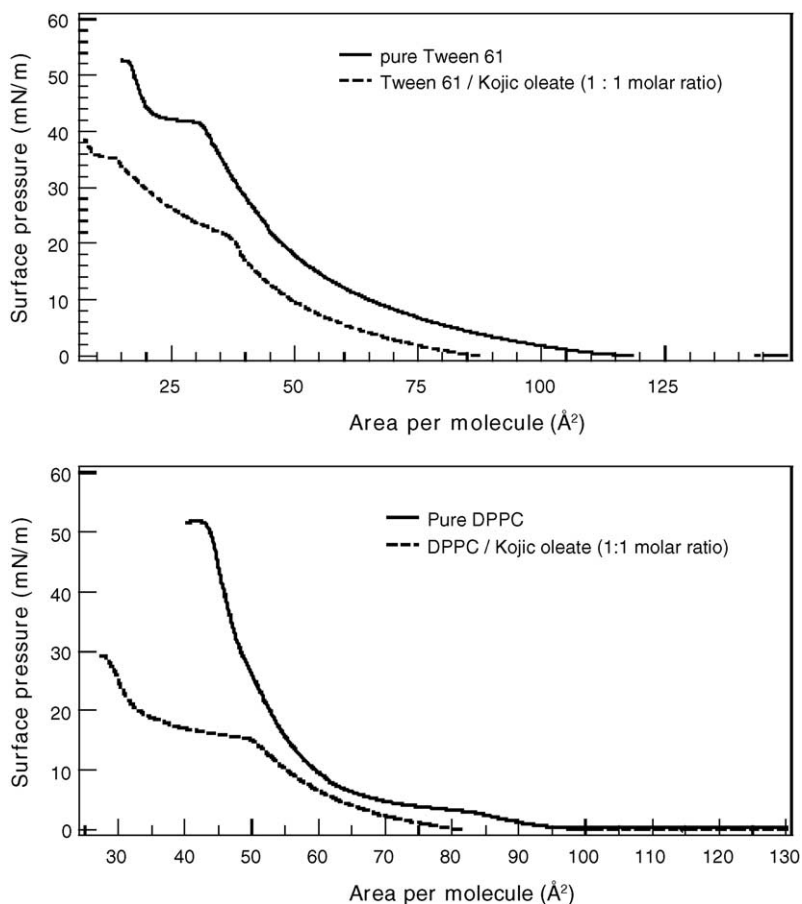 60
50
40
30
20
10
0
Surface pressure (mN/m)
pure Tween 61
Tween 61 / Kojic oleate (1 : 1 molar ratio)
25 50 75 100 125
Area per molecule (Å²)
60
50
40
30
20
10
0
Surface pressure (mN/m)
Pure DPPC
DPPC / Kojic oleate (1:1 molar ratio)
30 40 50 60 70 80 90 100 110 120 130
Area per molecule (Å²)